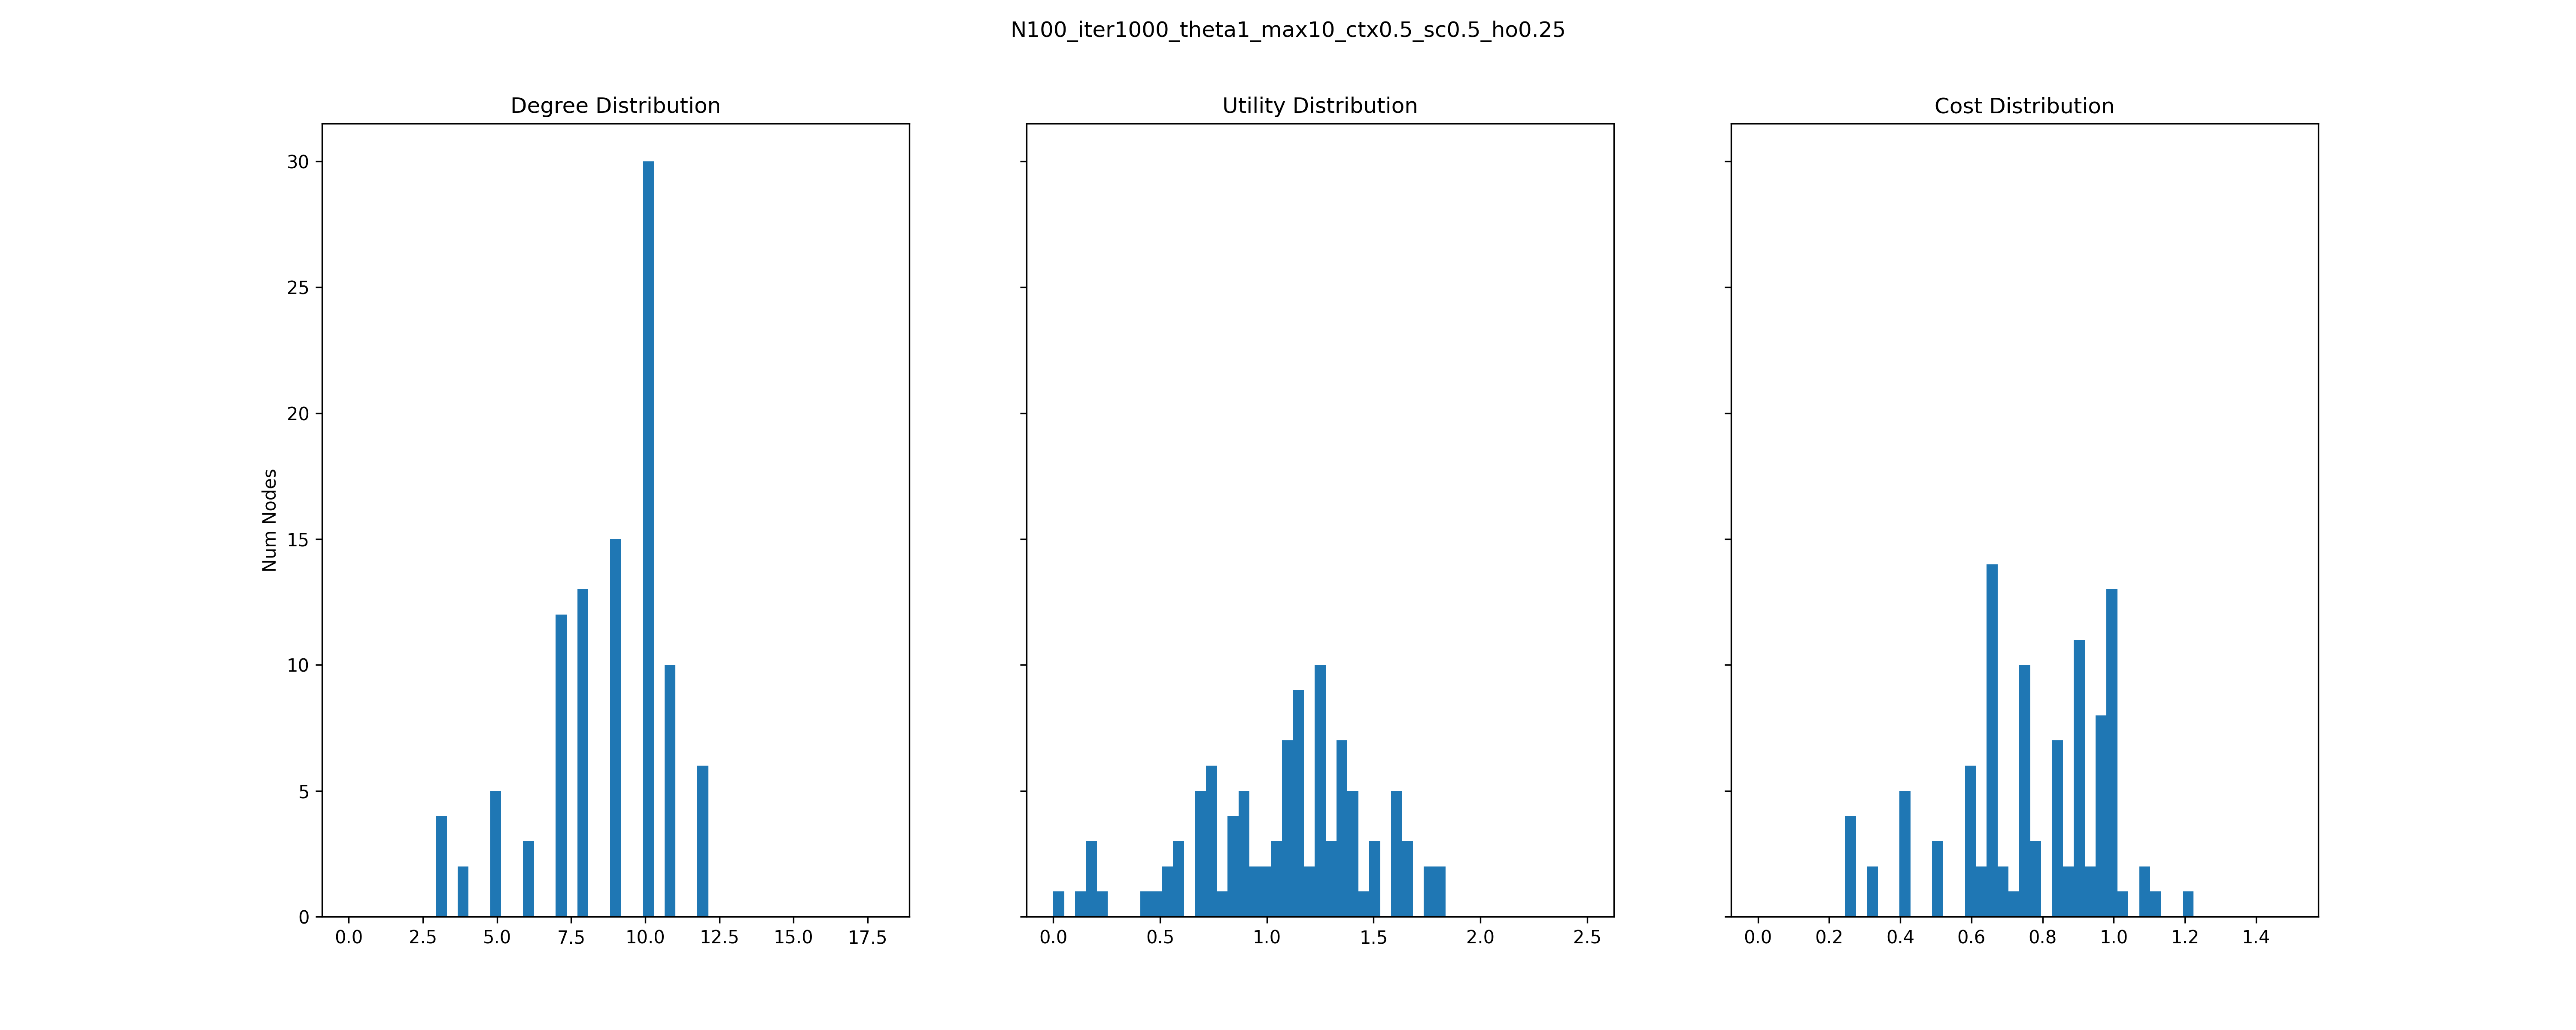 N100_iter1000_theta1_max10_ctx0.5_sc0.5_ho0.25
Degree Distribution
Utility Distribution
Cost Distribution
Num Nodes
30
25
20
15
10
5
0
0.0 2.5 5.0 7.5 10.0 12.5 15.0 17.5
0.0 0.5 1.0 1.5 2.0 2.5
0.0 0.2 0.4 0.6 0.8 1.0 1.2 1.4